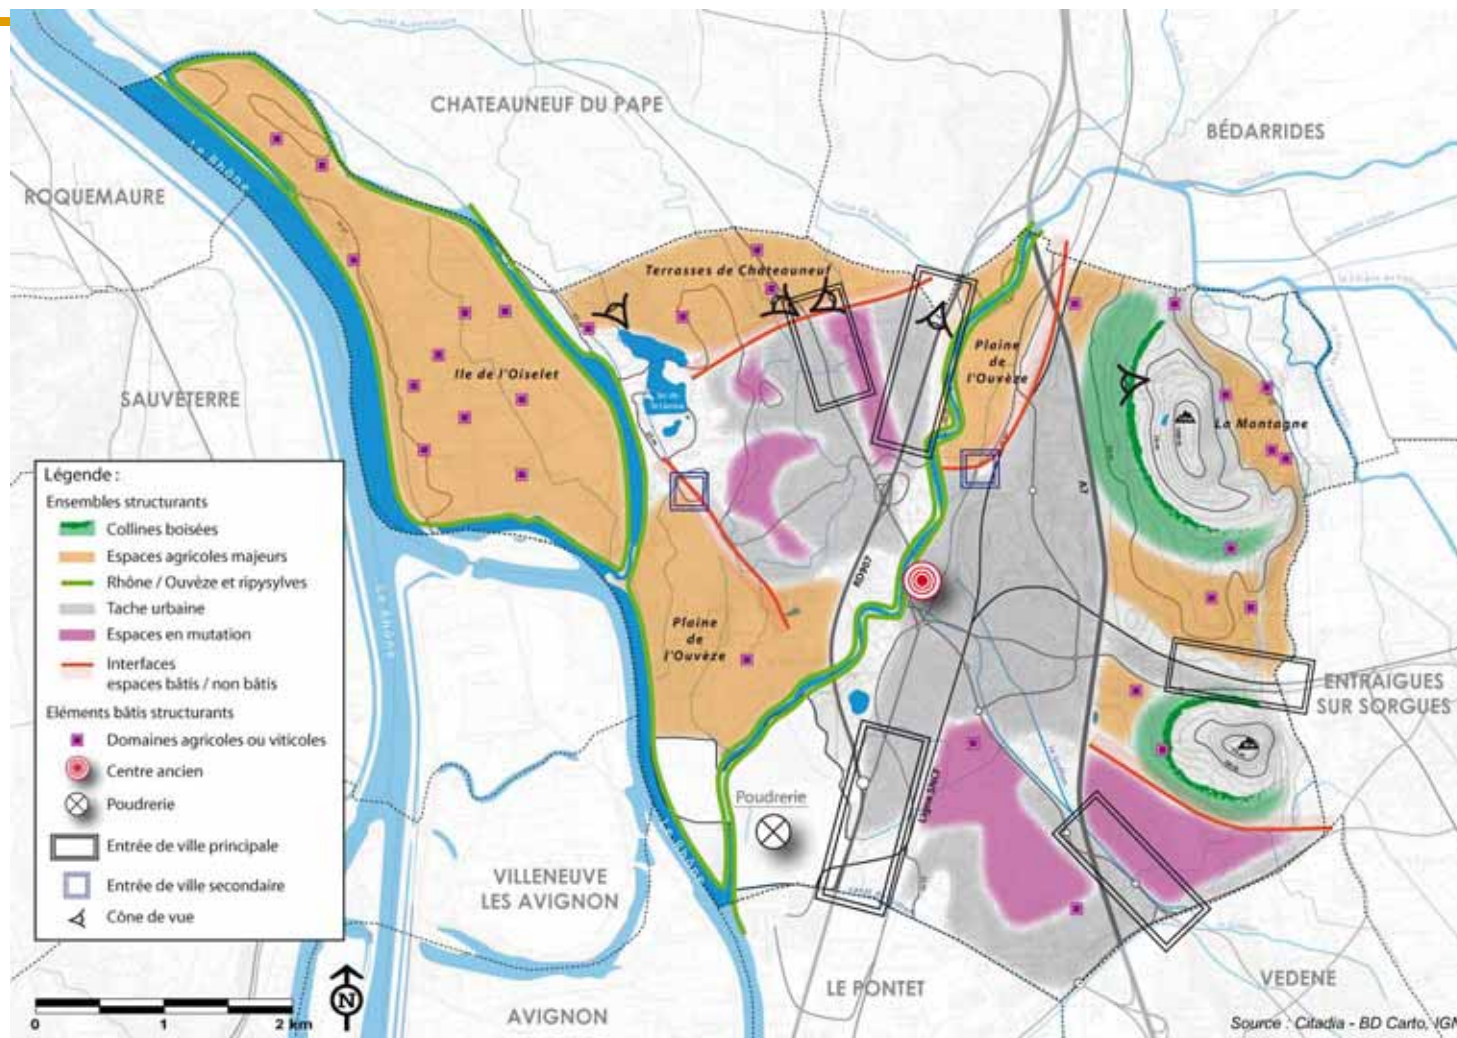 CHATEAUNEUF DU PAPE
BÉDARRIDES
ROQUEMAURE
Le Rhône
Terrasses de Châteauneuf
Plaine
de
l'Ouvèze
Ile de l'Oiselet
SAUVETERRE
La Montagne
A7
RD907
Plaine
de
l'Ouvèze
Le Rhône
ENTRAIGUES
SUR SORGUES
Ligne SNCF
Poudrerie
Le Rhône
VILLENEUVE
LES AVIGNON
LE PONTET
VEDENE
AVIGNON
Légende :
Ensembles structurants
Collines boisées
Espaces agricoles majeurs
Rhône / Ouvèze et ripysylves
Tache urbaine
Espaces en mutation
Interfaces
espaces bâtis / non bâtis
Eléments bâtis structurants
Domaines agricoles ou viticoles
Centre ancien
Poudrerie
Entrée de ville principale
Entrée de ville secondaire
Cône de vue
N
0 1 2 km
Source : Citadia - BD Carto, IGN